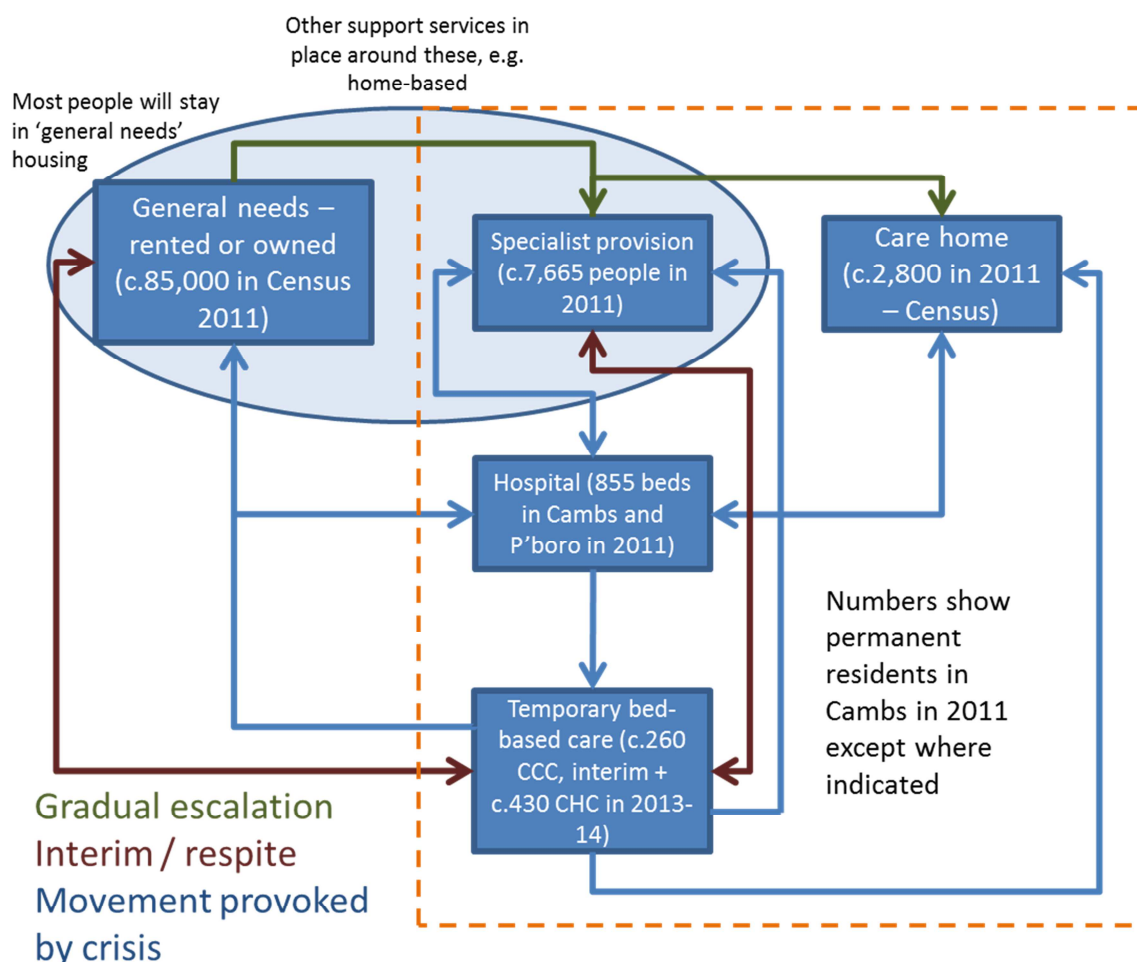 Other support services in
place around these, e.g.
home-based
Most people will stay
in ‘general needs’
housing
General needs –
rented or owned
(c.85,000 in Census
2011)
Specialist provision
(c.7,665 people in
2011)
Care home
(c.2,800 in 2011
– Census)
Hospital (855 beds
in Cambs and
P’boro in 2011)
Numbers show
permanent
residents in
Cambs in 2011
except where
indicated
Temporary bed-
based care (c.260
CCC, interim +
c.430 CHC in 2013-
14)
Gradual escalation
Interim / respite
Movement provoked
by crisis